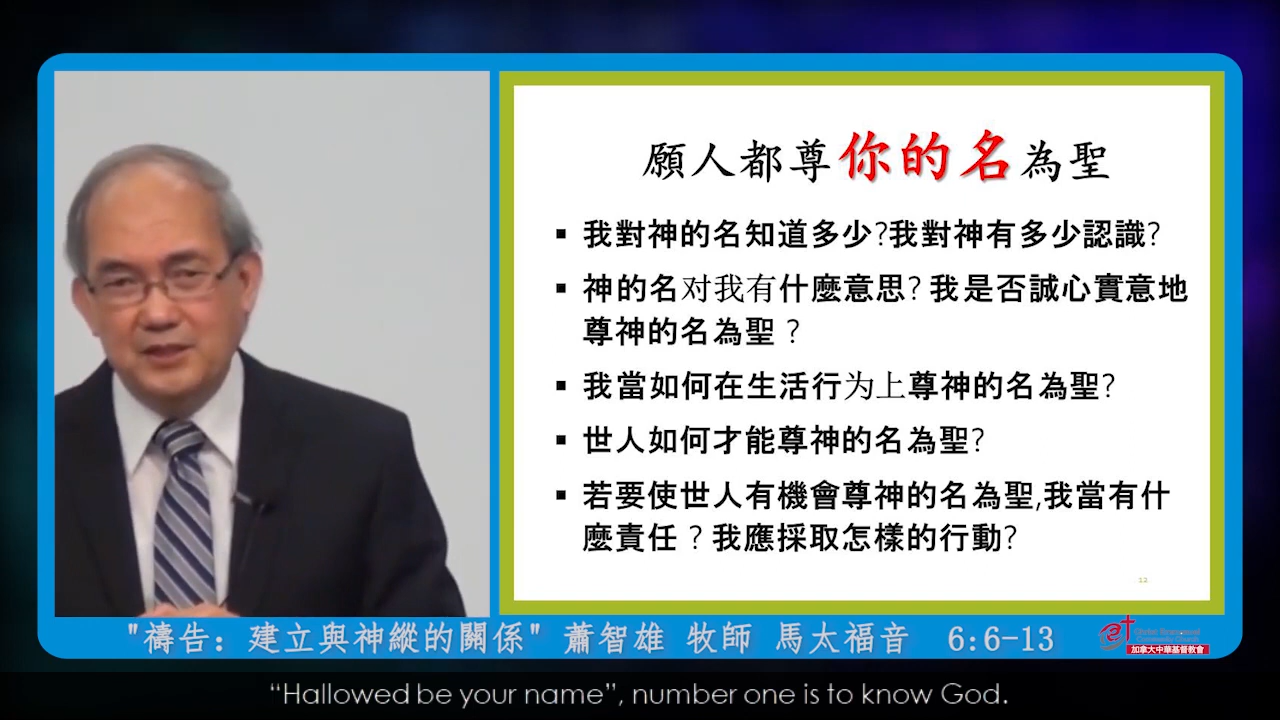 願人都尊你的名為聖
▪ 我對神的名知道多少?我對神有多少認識?
▪ 神的名对我有什麼意思? 我是否誠心實意地
尊神的名為聖 ?
▪ 我當如何在生活行为上尊神的名為聖?
▪ 世人如何才能尊神的名為聖?
▪ 若要使世人有機會尊神的名為聖,我當有什
麼責任 ? 我應採取怎樣的行動?
12
"禱告: 建立與神縱的關係" 蕭智雄 牧師 馬太福音 6:6-13
加拿大中華基督教會
“Hallowed be your name”, number one is to know God.